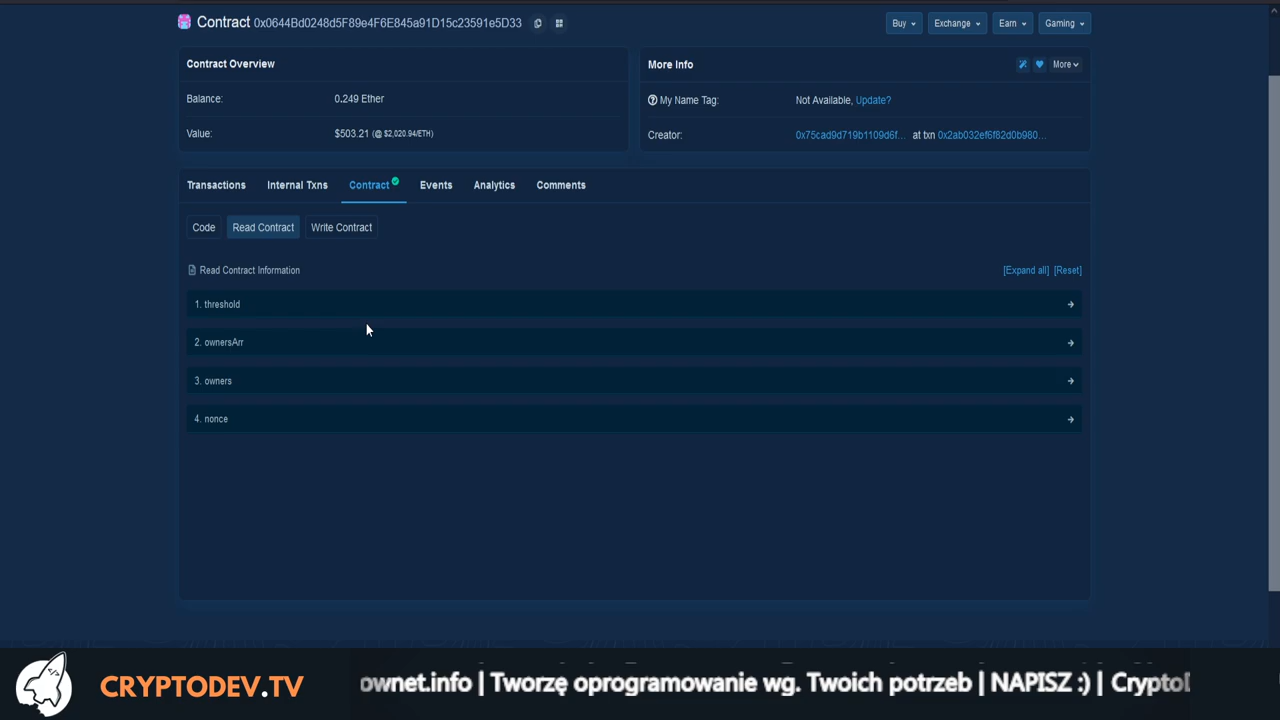 Contract 0x0644Bd0248d5F89e4F6E845a91D15c23591e5D33
Buy Exchange Earn Gaming
Contract Overview
Balance: 0.249 Ether
Value: $503.21 (@ $2,020.94/ETH)
More Info
More
My Name Tag: Not Available, Update?
Creator: 0x75cad9d719b1109d6f... at txn 0x2ab032ef6f82d0b980...
Transactions Internal Txns Contract Events Analytics Comments
Code Read Contract Write Contract
Read Contract Information [Expand all] [Reset]
1. threshold
2. ownersArr
3. owners
4. nonce
CRYPTODEV.TV
ownet.info | Tworzę oprogramowanie wg. Twoich potrzeb | NAPISZ :) | CryptoD